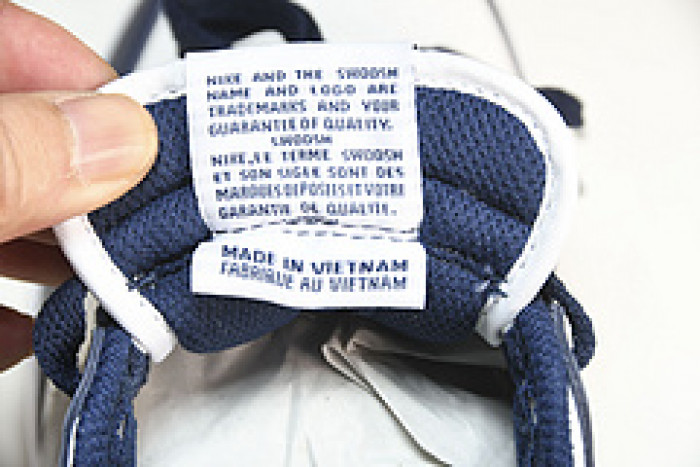 NIKE AND THE SWOOSH
NAME AND LOGO ARE
TRADEMARKS AND YOUR
GUARANTEE OF QUALITY.
SWOOSH
NIKE, LE TERME SWOOSH
ET SON SIGLE SONT DES
MARQUES DÉPOSÉES ET VOTRE
GARANTIE DE QUALITE.
MADE IN VIETNAM
FABRIQUE AU VIETNAM